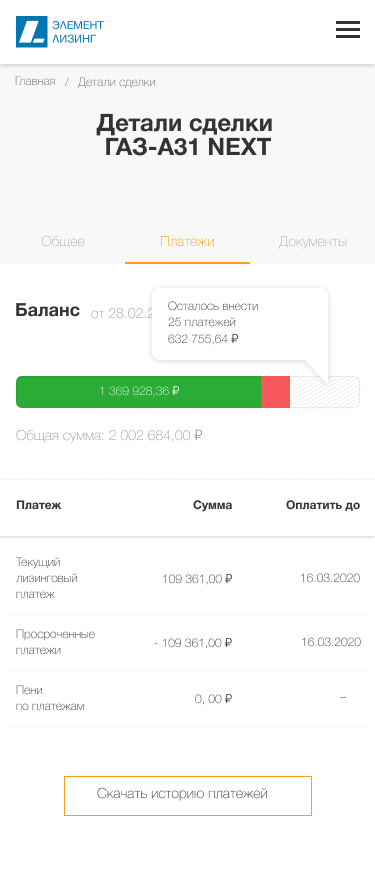 ЭЛЕМЕНТ
ЛИЗИНГ
Главная / Детали сделки
Детали сделки
ГАЗ-А31 NEXT
Общее Платежи Документы
Баланс от 28.02.2
Осталось внести
25 платежей
632 755,64 ₽
1 369 928,36 ₽
Общая сумма: 2 002 684,00 ₽
Платеж Сумма Оплатить до
Текущий
лизинговый
платеж
109 361,00 ₽ 16.03.2020
Просроченные
платежи
- 109 361,00 ₽ 16.03.2020
Пени
по платежам
0, 00 ₽ –
Скачать историю платежей